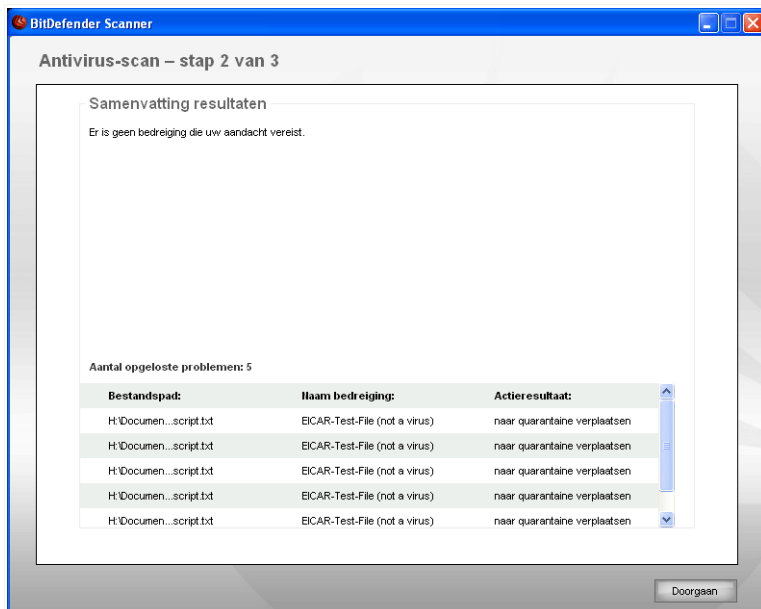 BitDefender Scanner
Antivirus-scan – stap 2 van 3
Samenvatting resultaten
Er is geen bedreiging die uw aandacht vereist.
Aantal opgeloste problemen: 5
Bestandspad: Naam bedreiging: Actieresultaat:
H:\Documen...script.txt EICAR-Test-File (not a virus) naar quarantaine verplaatsen
H:\Documen...script.txt EICAR-Test-File (not a virus) naar quarantaine verplaatsen
H:\Documen...script.txt EICAR-Test-File (not a virus) naar quarantaine verplaatsen
H:\Documen...script.txt EICAR-Test-File (not a virus) naar quarantaine verplaatsen
H:\Documen...script.txt EICAR-Test-File (not a virus) naar quarantaine verplaatsen
Doorgaan